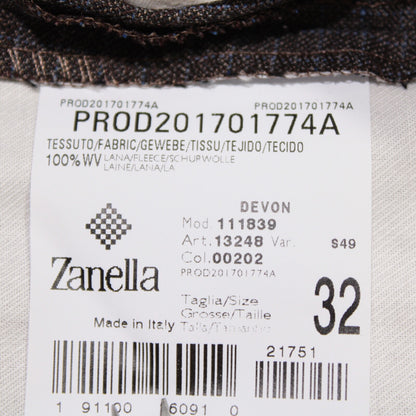 PROD201701774A PROD201701774A
PROD201701774A
TESSUTO/FABRIC/GEWEBE/TISSU/TEJIDO/TECIDO
100%WV LANA/FLEECE/SCHURWOLLE
LAINE/LANA/LA
DEVON
Mod. 111839
Art. 13248 Var. S49
Col. 00202
PROD201701774A
Zanella
Taglia/Size
Grosse/Taille
32
Made in Italy Talla/Tamanho
21751
1 91100 6091 0